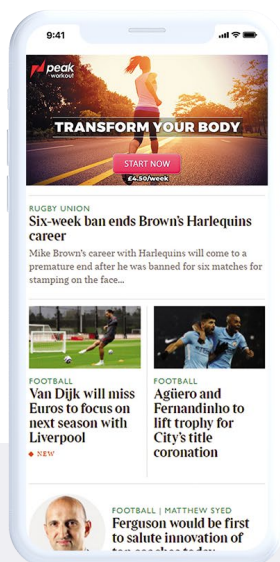 9:41
peak
workout
TRANSFORM YOUR BODY
START NOW
£4.50/week
RUGBY UNION
Six-week ban ends Brown's Harlequins
career
Mike Brown's career with Harlequins will come to a
premature end after he was banned for six matches for
stamping on the face...
FOOTBALL
Van Dijk will miss
Euros to focus on
next season with
Liverpool
NEW
FOOTBALL
Agüero and
Fernandinho to
lift trophy for
City's title
coronation
FOOTBALL | MATTHEW SYED
Ferguson would be first
to salute innovation of
top coaches today